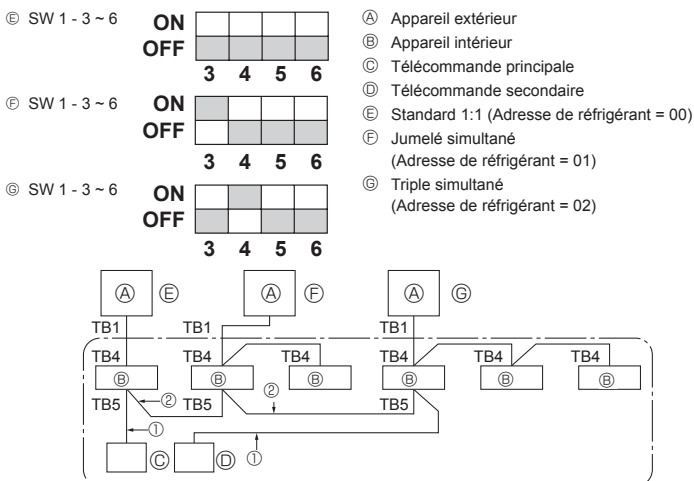 Ⓔ SW 1 - 3 ~ 6
ON
OFF
3 4 5 6
Ⓕ SW 1 - 3 ~ 6
ON
OFF
3 4 5 6
Ⓖ SW 1 - 3 ~ 6
ON
OFF
3 4 5 6
Ⓐ Appareil extérieur
Ⓑ Appareil intérieur
Ⓒ Télécommande principale
Ⓓ Télécommande secondaire
Ⓔ Standard 1:1 (Adresse de réfrigérant = 00)
Ⓕ Jumelé simultané
(Adresse de réfrigérant = 01)
Ⓖ Triple simultané
(Adresse de réfrigérant = 02)
Ⓐ Ⓔ Ⓐ Ⓕ Ⓐ Ⓖ
TB1 TB1 TB1
TB4 TB4 TB4 TB4 TB4 TB4
Ⓑ Ⓑ Ⓑ Ⓑ Ⓑ Ⓑ
② ②
TB5 TB5 TB5
①
Ⓒ Ⓓ ①